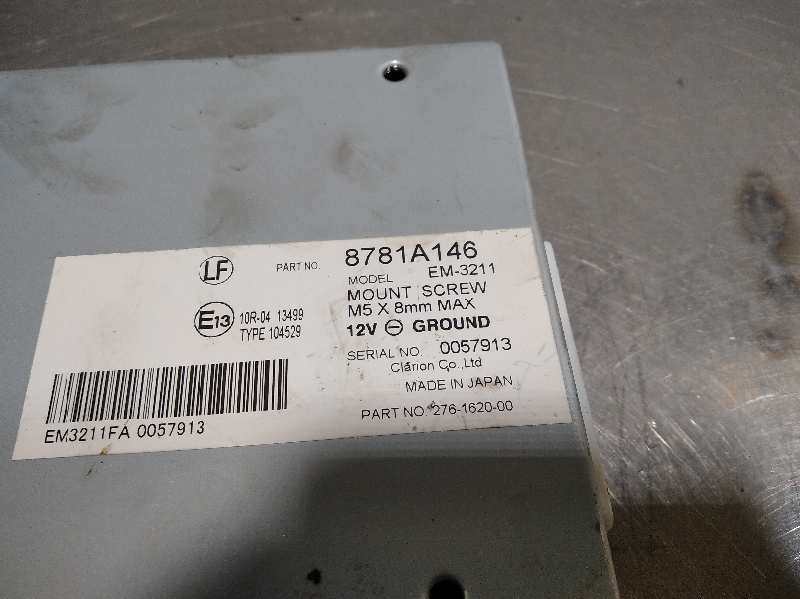 LF
PART NO. 8781A146
MODEL EM-3211
MOUNT SCREW
M5 X 8mm MAX
E13 10R-04 13499
TYPE 104529
12V ⊖ GROUND
SERIAL NO. 0057913
Clarion Co.,Ltd
MADE IN JAPAN
PART NO. 276-1620-00
EM3211FA 0057913